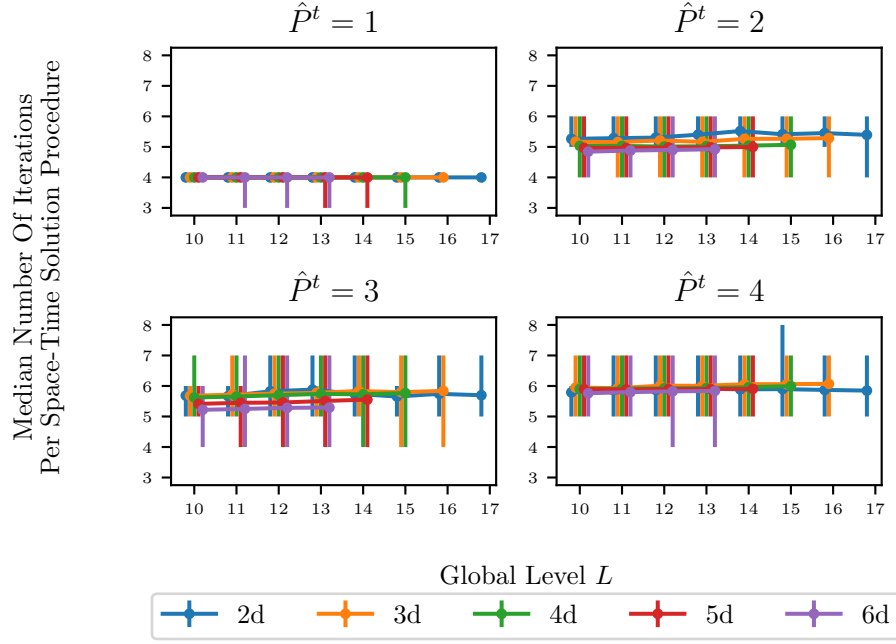 Median Number Of Iterations
Per Space-Time Solution Procedure
P̂ᵗ = 1
8
7
6
5
4
3
10 11 12 13 14 15 16 17
P̂ᵗ = 2
8
7
6
5
4
3
10 11 12 13 14 15 16 17
P̂ᵗ = 3
8
7
6
5
4
3
10 11 12 13 14 15 16 17
P̂ᵗ = 4
8
7
6
5
4
3
10 11 12 13 14 15 16 17
Global Level L
2d 3d 4d 5d 6d